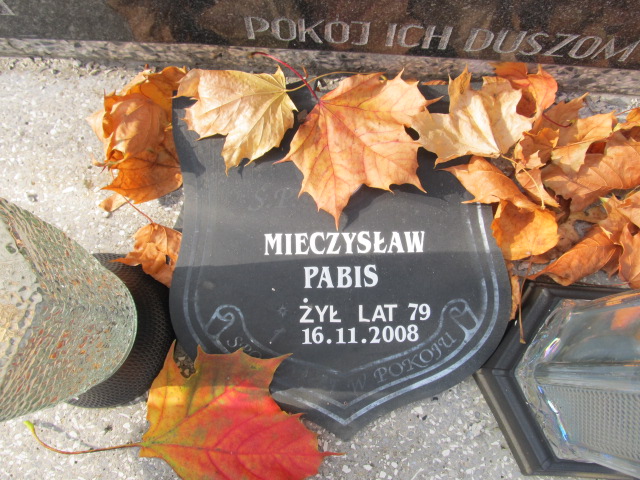 POKÓJ ICH DUSZOM
Ś.P.
MIECZYSŁAW
PABIS
ŻYŁ LAT 79
16.11.2008
W POKOJU